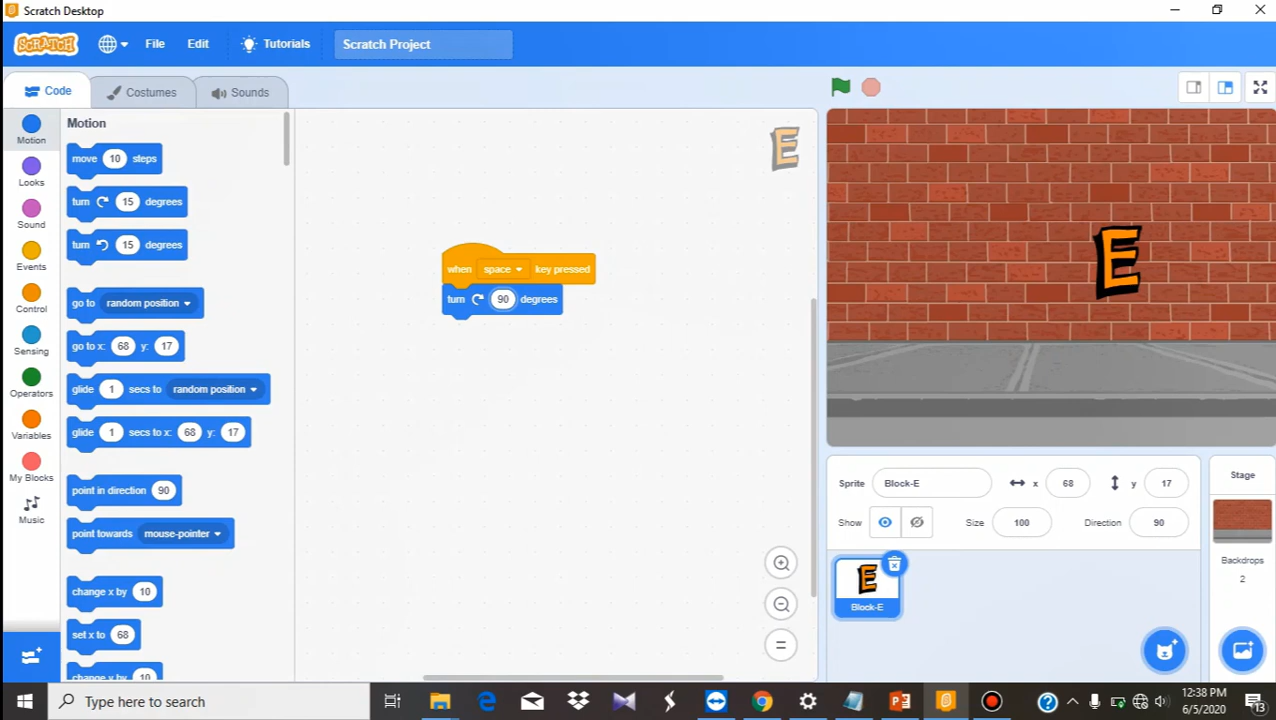 Scratch Desktop
SCRATCH File Edit Tutorials Scratch Project
Code Costumes Sounds
Motion
Looks
Sound
Events
Control
Sensing
Operators
Variables
My Blocks
Music
Motion
move 10 steps
turn 15 degrees
turn 15 degrees
go to random position
go to x: 68 y: 17
glide 1 secs to random position
glide 1 secs to x: 68 y: 17
point in direction 90
point towards mouse-pointer
change x by 10
set x to 68
change y by 10
when space key pressed
turn 90 degrees
E
E
Sprite Block-E x 68 y 17
Show Size 100 Direction 90
E
Block-E
Stage
Backdrops
2
Type here to search
12:38 PM
6/5/2020
13